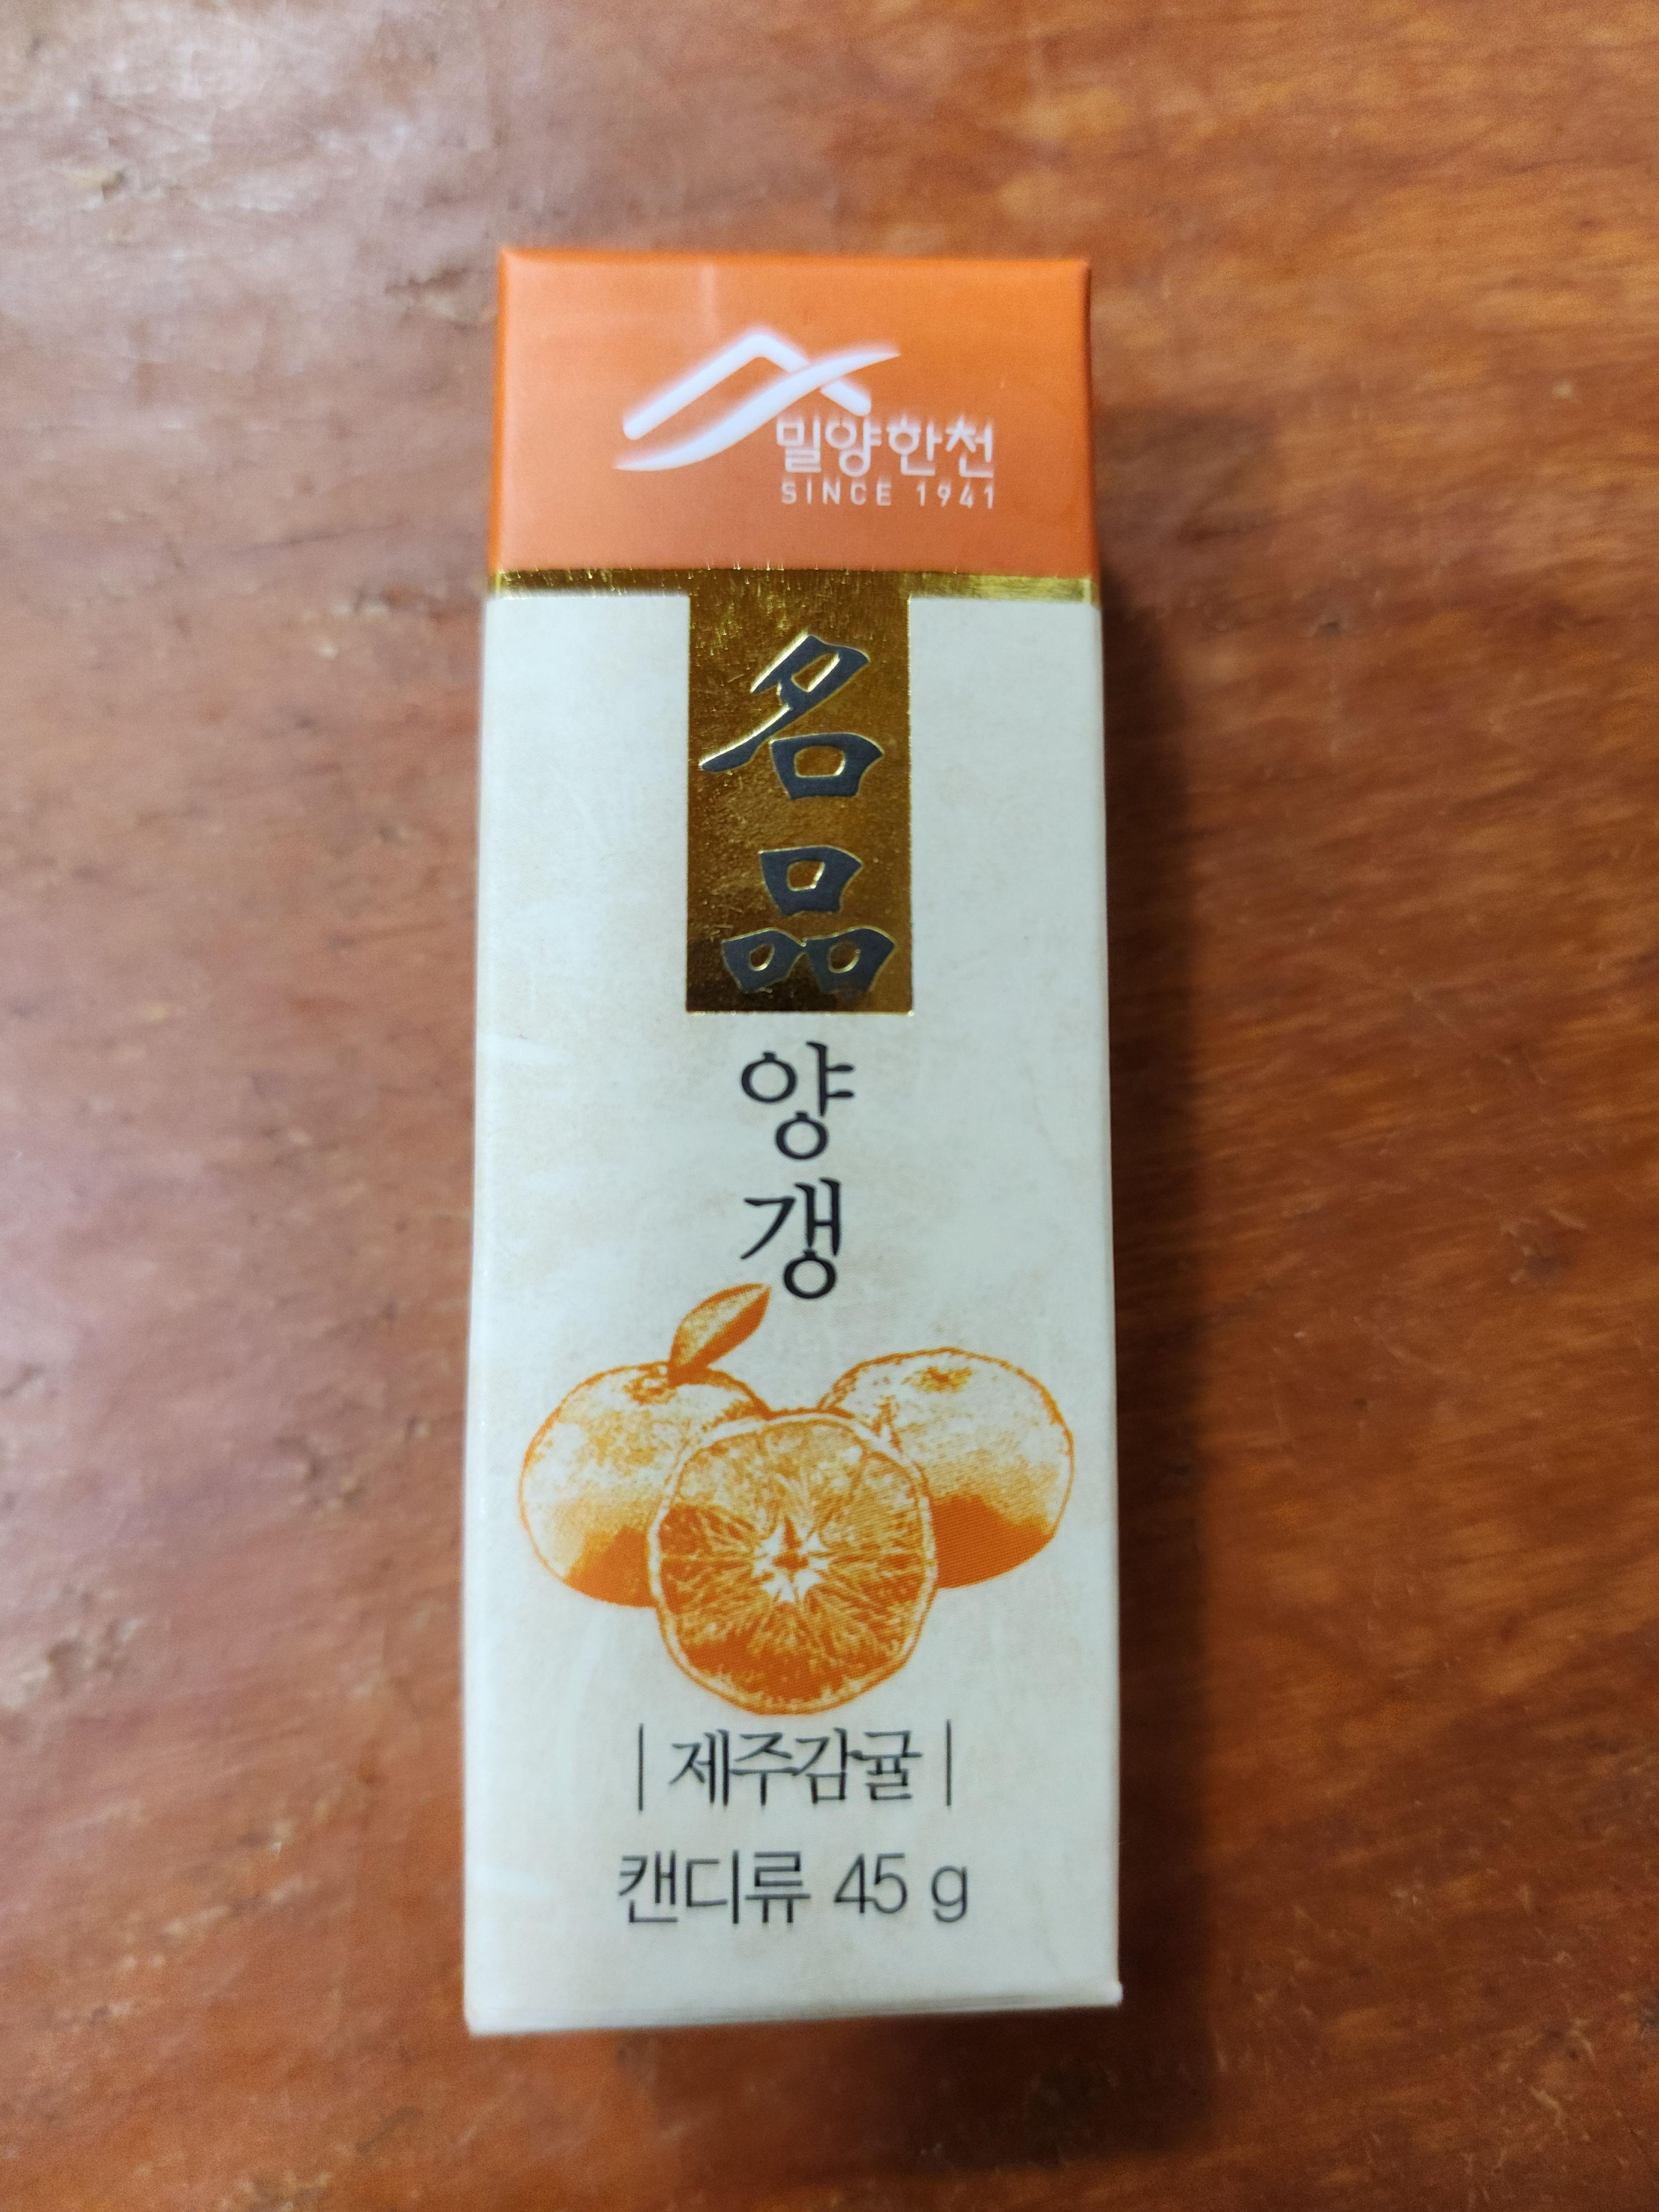 밀양한천
SINCE 1941
名品
양갱
| 제주감귤 |
캔디류 45 g